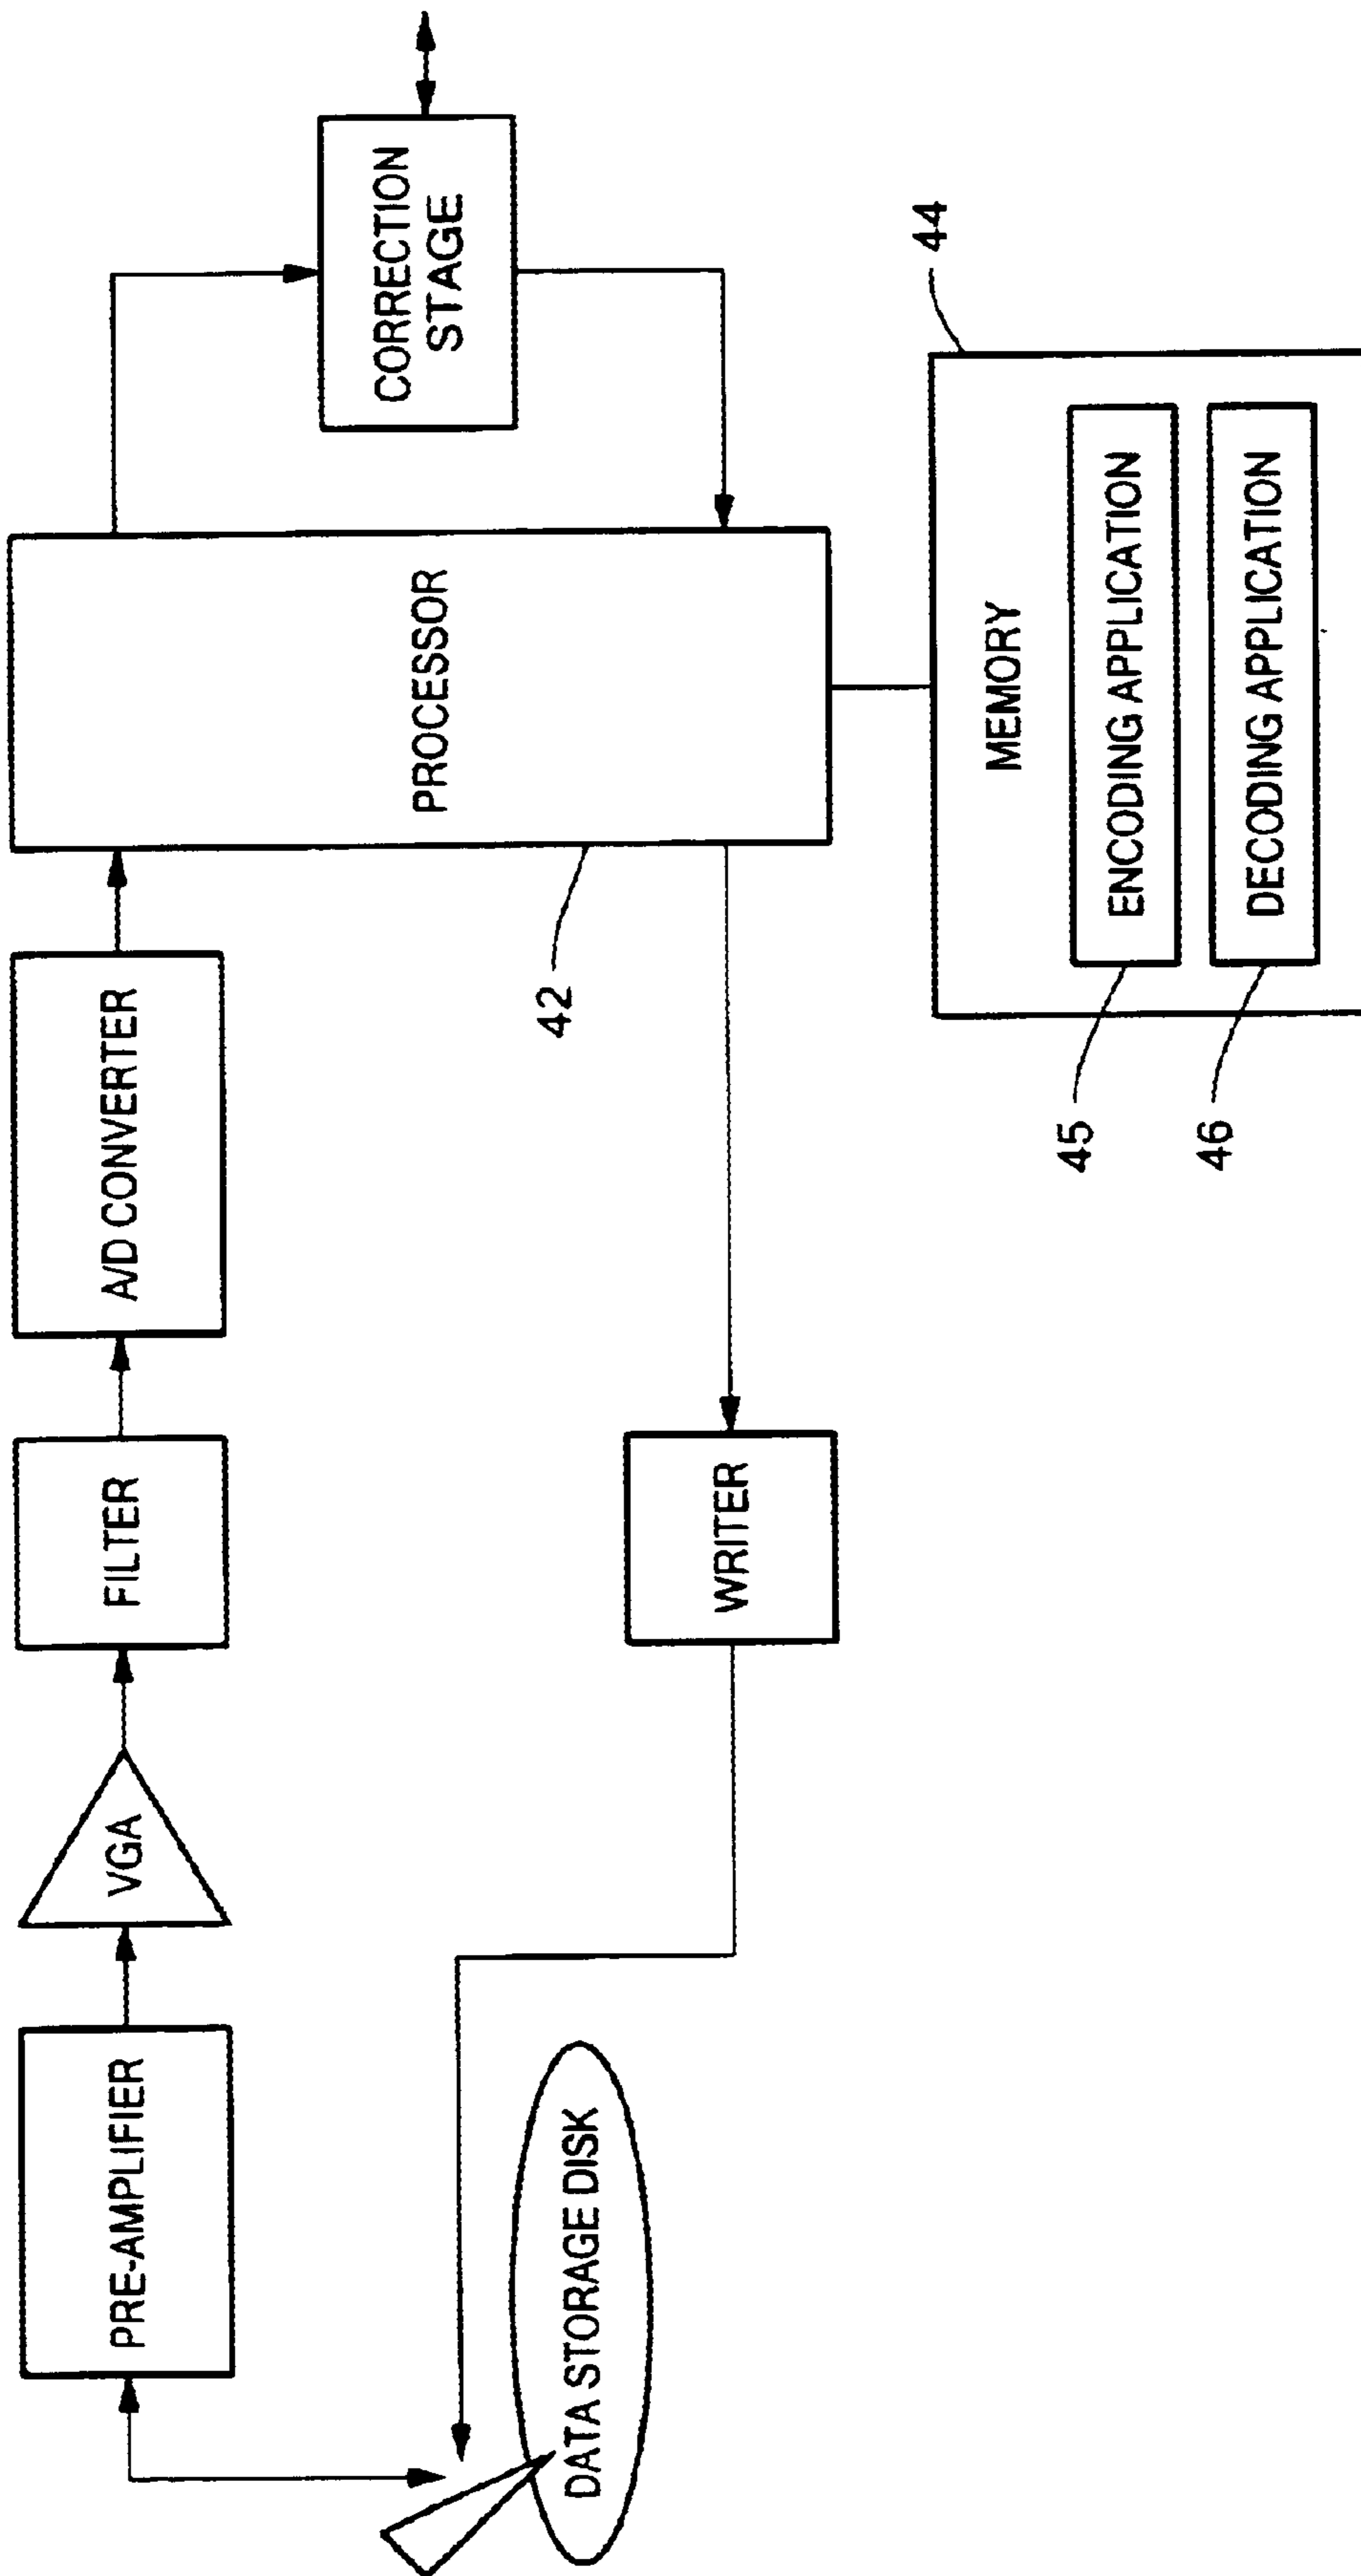 PRE-AMPLIFIER
VGA
FILTER
A/D CONVERTER
PROCESSOR
42
CORRECTION
STAGE
WRITER
DATA STORAGE DISK
44
MEMORY
45
ENCODING APPLICATION
46
DECODING APPLICATION